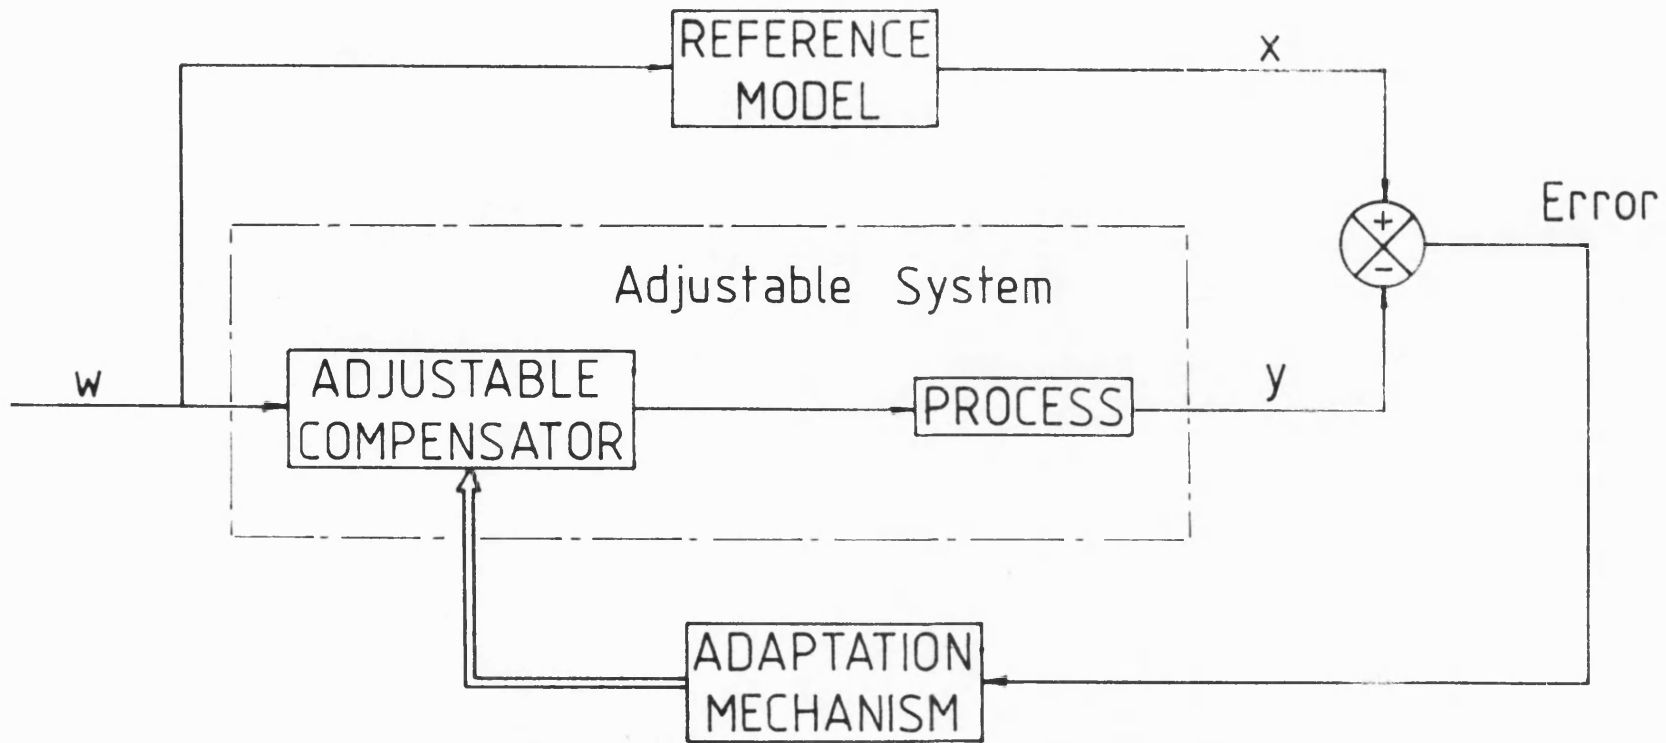 REFERENCE
MODEL
x
Error
+
−
Adjustable System
w
ADJUSTABLE
COMPENSATOR
PROCESS
y
ADAPTATION
MECHANISM